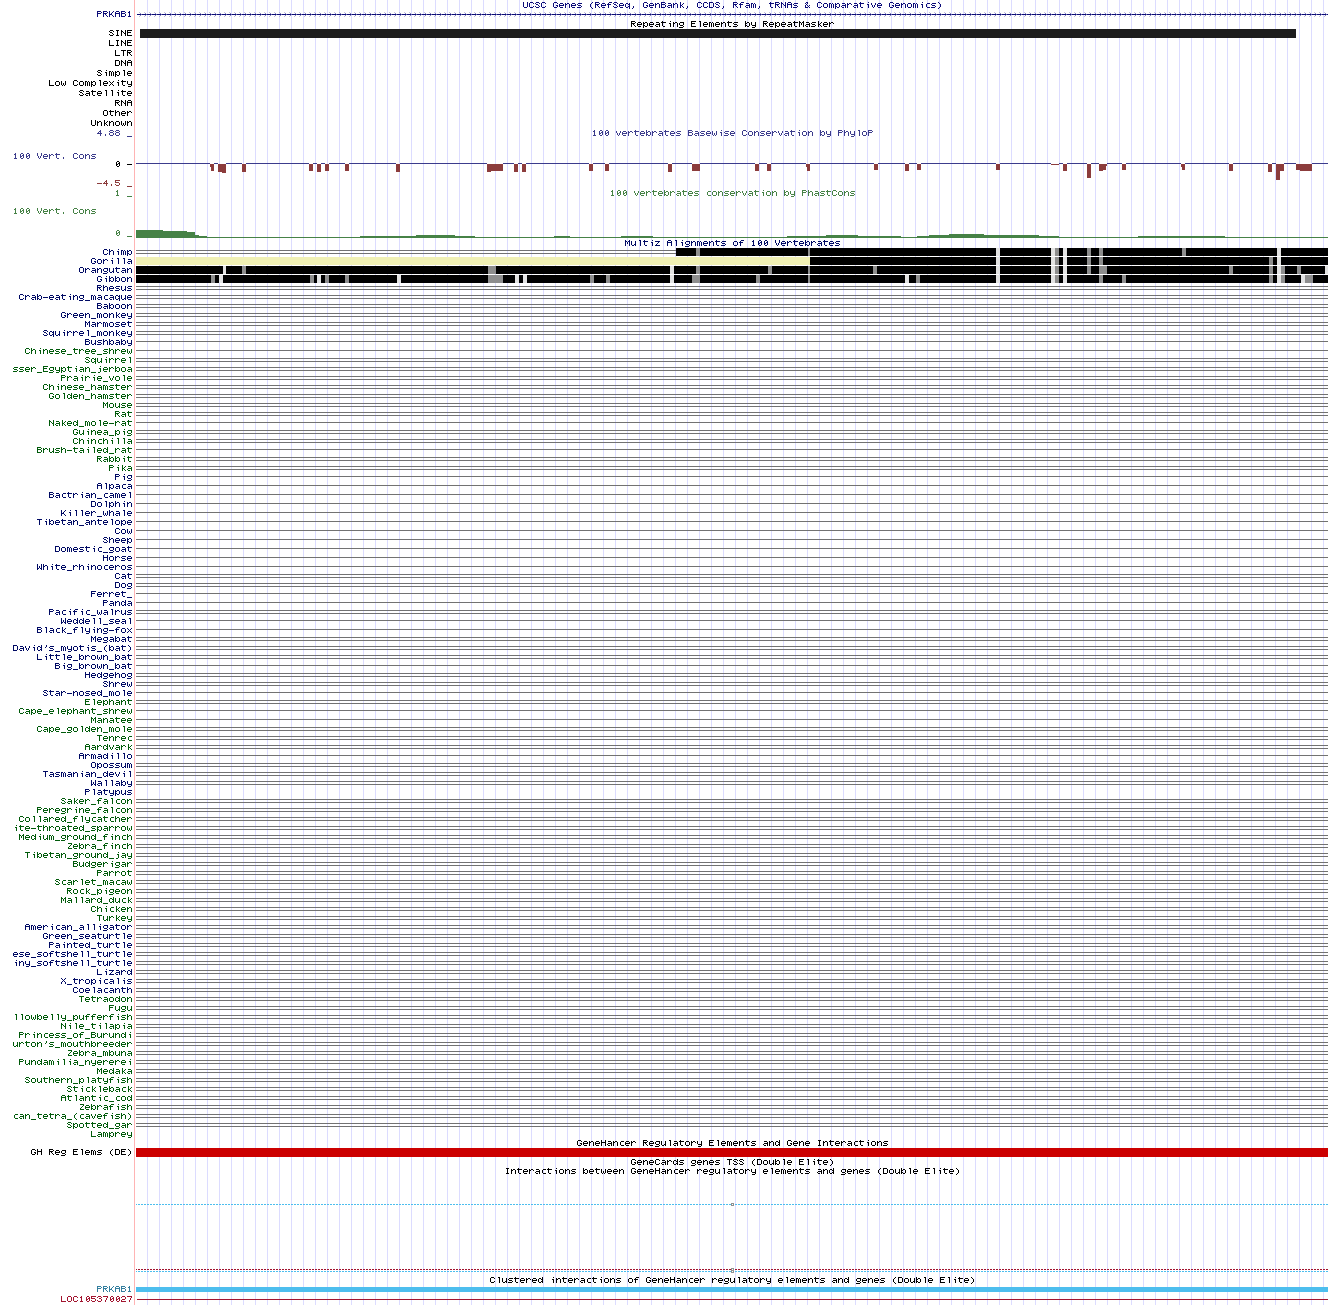 UCSC Genes (RefSeq, GenBank, CCDS, Rfam, tRNAs & Comparative Genomics)
PRKAB1
Repeating Elements by RepeatMasker
SINE
LINE
LTR
DNA
Simple
Low Complexity
Satellite
RNA
Other
Unknown
4.88 _
100 vertebrates Basewise Conservation by PhyloP
100 Vert. Cons
0 _
-4.5 _
1 _
100 vertebrates conservation by PhastCons
100 Vert. Cons
0 _
Multiz Alignments of 100 Vertebrates
Chimp
Gorilla
Orangutan
Gibbon
Rhesus
Crab-eating_macaque
Baboon
Green_monkey
Marmoset
Squirrel_monkey
Bushbaby
Chinese_tree_shrew
Squirrel
sser_Egyptian_jerboa
Prairie_vole
Chinese_hamster
Golden_hamster
Mouse
Rat
Naked_mole-rat
Guinea_pig
Chinchilla
Brush-tailed_rat
Rabbit
Pika
Pig
Alpaca
Bactrian_camel
Dolphin
Killer_whale
Tibetan_antelope
Cow
Sheep
Domestic_goat
Horse
White_rhinoceros
Cat
Dog
Ferret_
Panda
Pacific_walrus
Weddell_seal
Black_flying-fox
Megabat
David's_myotis_(bat)
Little_brown_bat
Big_brown_bat
Hedgehog
Shrew
Star-nosed_mole
Elephant
Cape_elephant_shrew
Manatee
Cape_golden_mole
Tenrec
Aardvark
Armadillo
Opossum
Tasmanian_devil
Wallaby
Platypus
Saker_falcon
Peregrine_falcon
Collared_flycatcher
ite-throated_sparrow
Medium_ground_finch
Zebra_finch
Tibetan_ground_jay
Budgerigar
Parrot
Scarlet_macaw
Rock_pigeon
Mallard_duck
Chicken
Turkey
American_alligator
Green_seaturtle
Painted_turtle
ese_softshell_turtle
iny_softshell_turtle
Lizard
X_tropicalis
Coelacanth
Tetraodon
Fugu
llowbelly_pufferfish
Nile_tilapia
Princess_of_Burundi
urton's_mouthbreeder
Zebra_mbuna
Pundamilia_nyererei
Medaka
Southern_platyfish
Stickleback
Atlantic_cod
Zebrafish
can_tetra_(cavefish)
Spotted_gar
Lamprey
GeneHancer Regulatory Elements and Gene Interactions
GH Reg Elems (DE)
GeneCards genes TSS (Double Elite)
Interactions between GeneHancer regulatory elements and genes (Double Elite)
Clustered interactions of GeneHancer regulatory elements and genes (Double Elite)
PRKAB1
LOC105370027